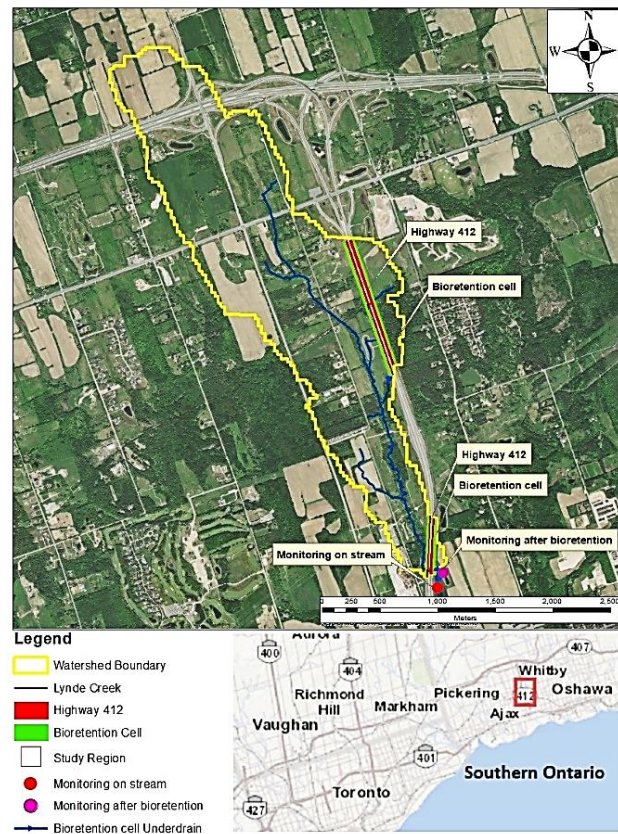 N
W E
S
Highway 412
Bioretention cell
Highway 412
Bioretention cell
Monitoring on stream
Monitoring after bioretention
0 250 500 1,000 1,500 2,000 2,500
Meters
Legend
Watershed Boundary
Lynde Creek
Highway 412
Bioretention Cell
Study Region
Monitoring on stream
Monitoring after bioretention
Bioretention cell Underdrain
Aurora
400
404
407
Whitby
Richmond
Hill
Markham
Pickering
412
Oshawa
Vaughan
Ajax
401
Southern Ontario
Toronto
427